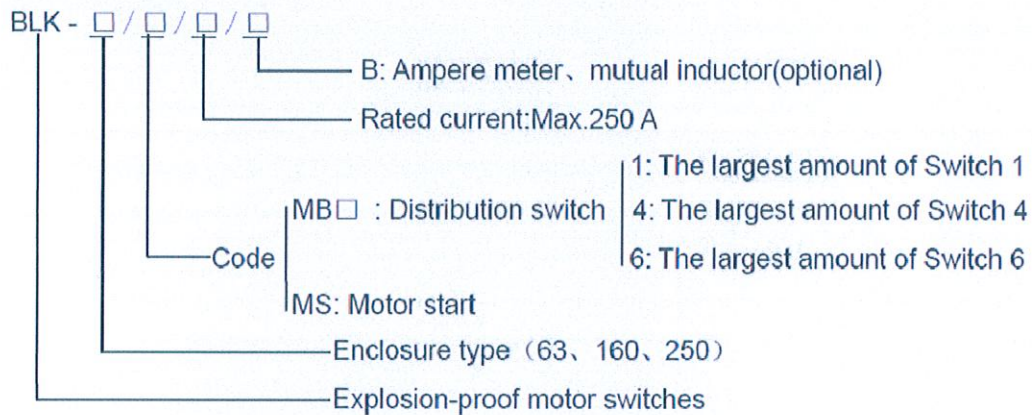 BLK - □ / □ / □ / □
B: Ampere meter、mutual inductor(optional)
Rated current:Max.250 A
1: The largest amount of Switch 1
MB□ : Distribution switch
4: The largest amount of Switch 4
Code
6: The largest amount of Switch 6
MS: Motor start
Enclosure type（63、160、250）
Explosion-proof motor switches